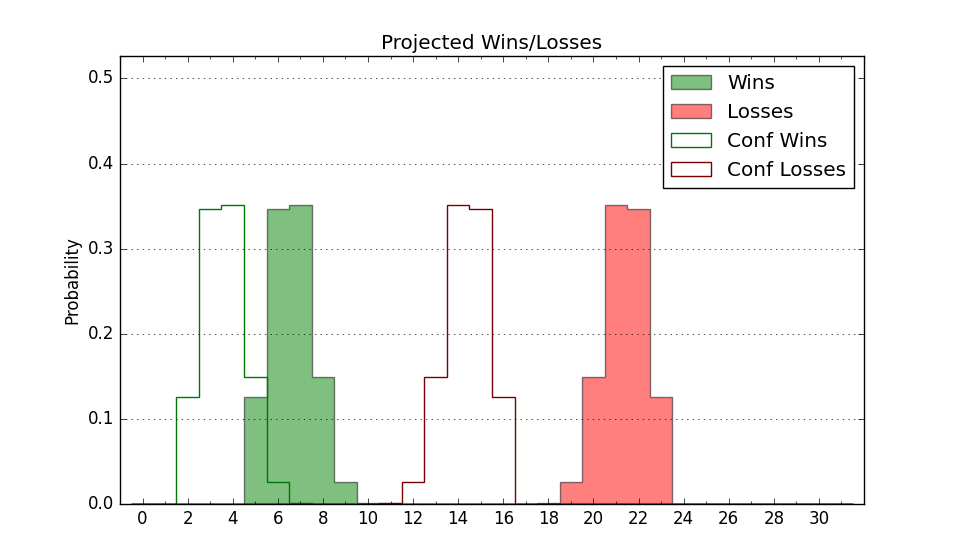 Projected Wins/Losses
Probability
0.5
0.4
0.3
0.2
0.1
0.0
0 2 4 6 8 10 12 14 16 18 20 22 24 26 28 30
Wins
Losses
Conf Wins
Conf Losses